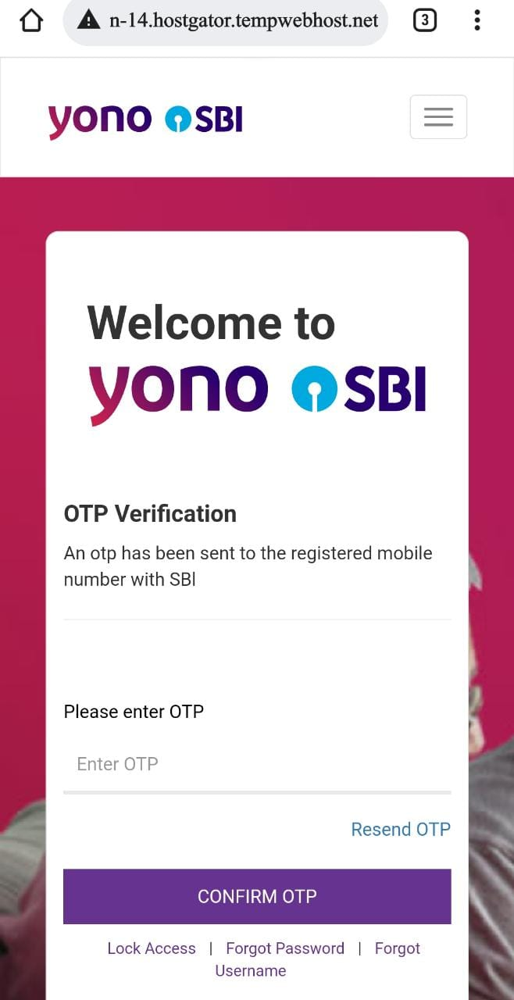 n-14.hostgator.tempwebhost.net
3
yono SBI
Welcome to
yono SBI
OTP Verification
An otp has been sent to the registered mobile
number with SBl
Please enter OTP
Enter OTP
Resend OTP
CONFIRM OTP
Lock Access | Forgot Password | Forgot
Username